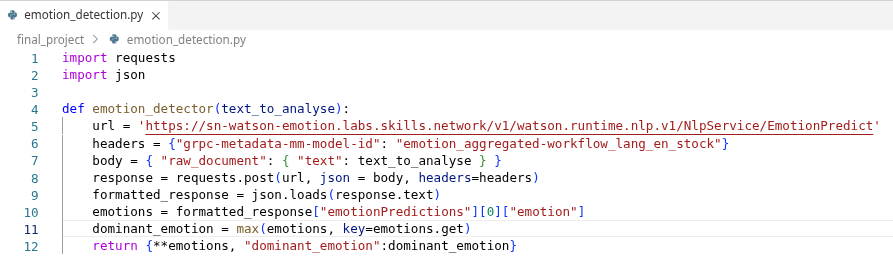 emotion_detection.py ×
final_project > emotion_detection.py
1 import requests
2 import json
3
4 def emotion_detector(text_to_analyse):
5     url = 'https://sn-watson-emotion.labs.skills.network/v1/watson.runtime.nlp.v1/NlpService/EmotionPredict'
6     headers = {"grpc-metadata-mm-model-id": "emotion_aggregated-workflow_lang_en_stock"}
7     body = { "raw_document": { "text": text_to_analyse } }
8     response = requests.post(url, json = body, headers=headers)
9     formatted_response = json.loads(response.text)
10     emotions = formatted_response["emotionPredictions"][0]["emotion"]
11     dominant_emotion = max(emotions, key=emotions.get)
12     return {**emotions, "dominant_emotion":dominant_emotion}